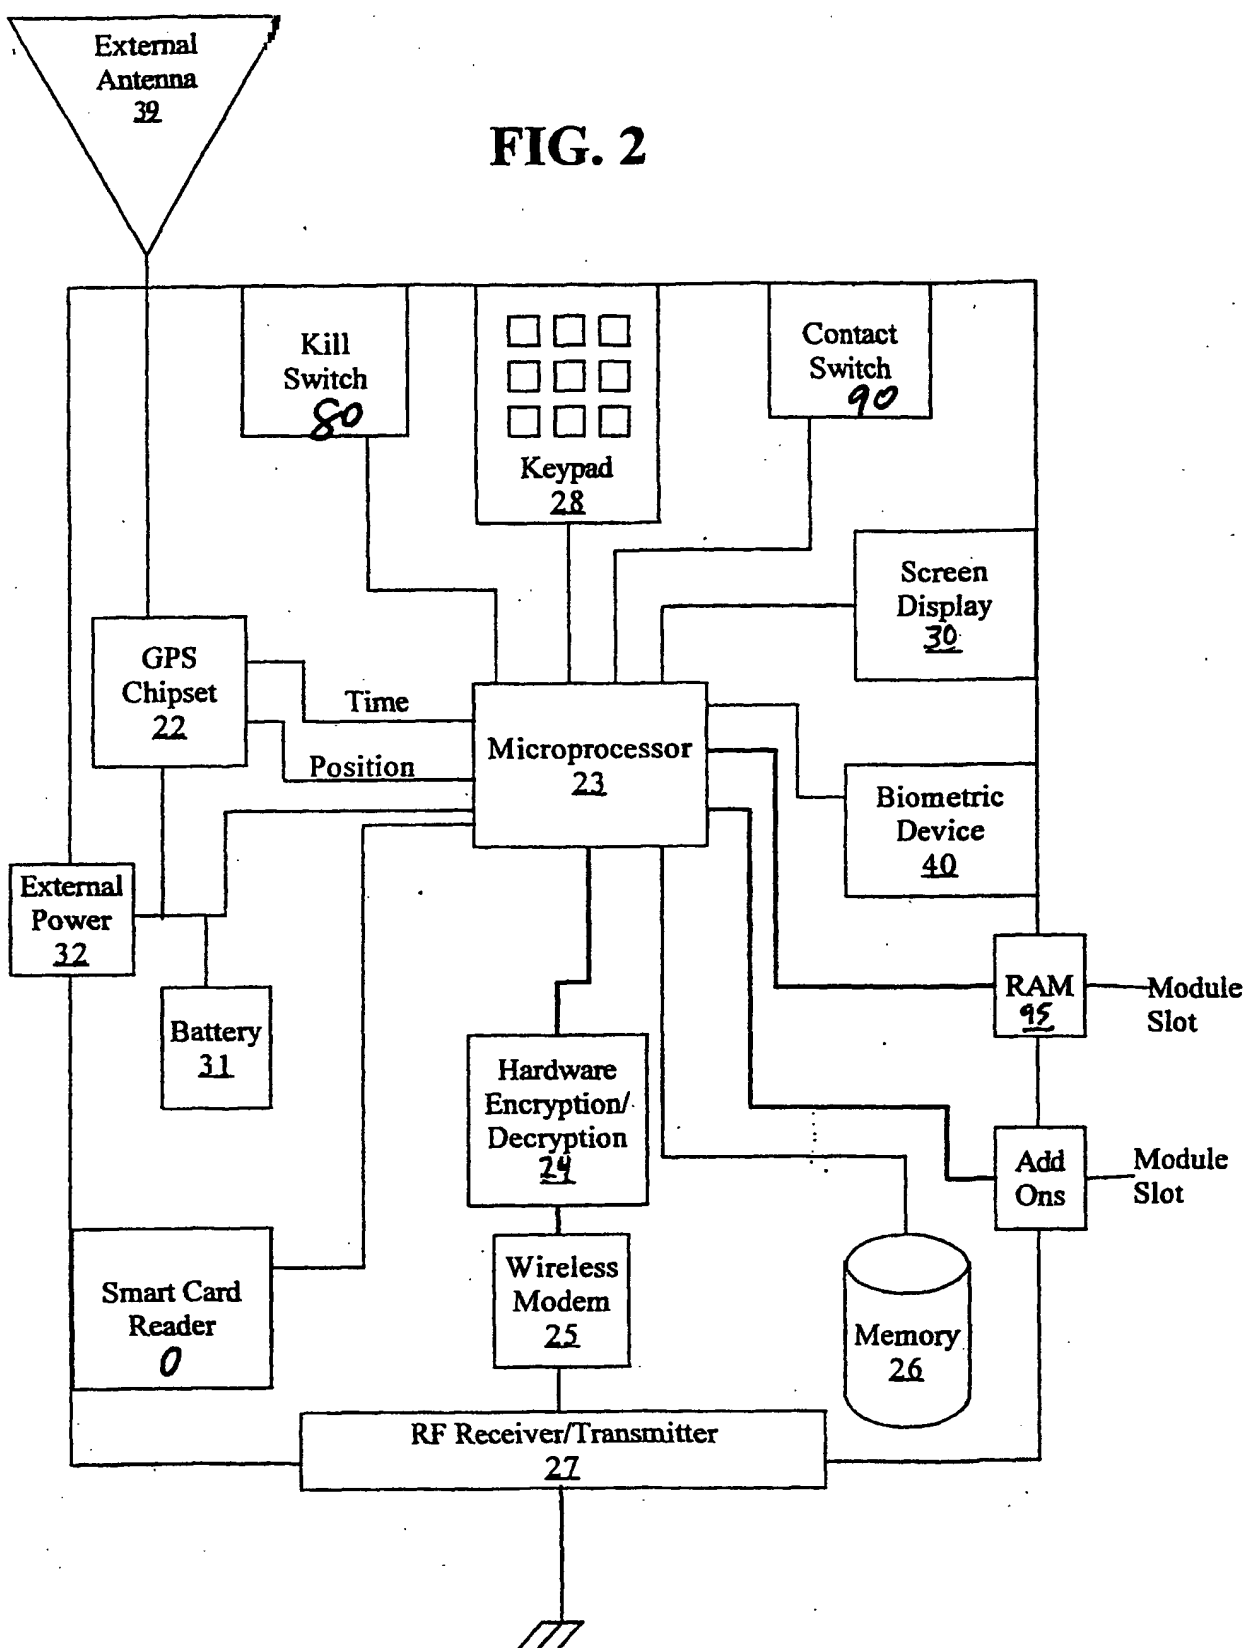 External
Antenna
39
FIG. 2
Kill
Switch
80
Keypad
28
Contact
Switch
90
Screen
Display
30
GPS
Chipset
22
Time
Position
Microprocessor
23
Biometric
Device
40
External
Power
32
Battery
31
RAM
95
Module
Slot
Hardware
Encryption/
Decryption
24
Add
Ons
Module
Slot
Smart Card
Reader
0
Wireless
Modem
25
Memory
26
RF Receiver/Transmitter
27